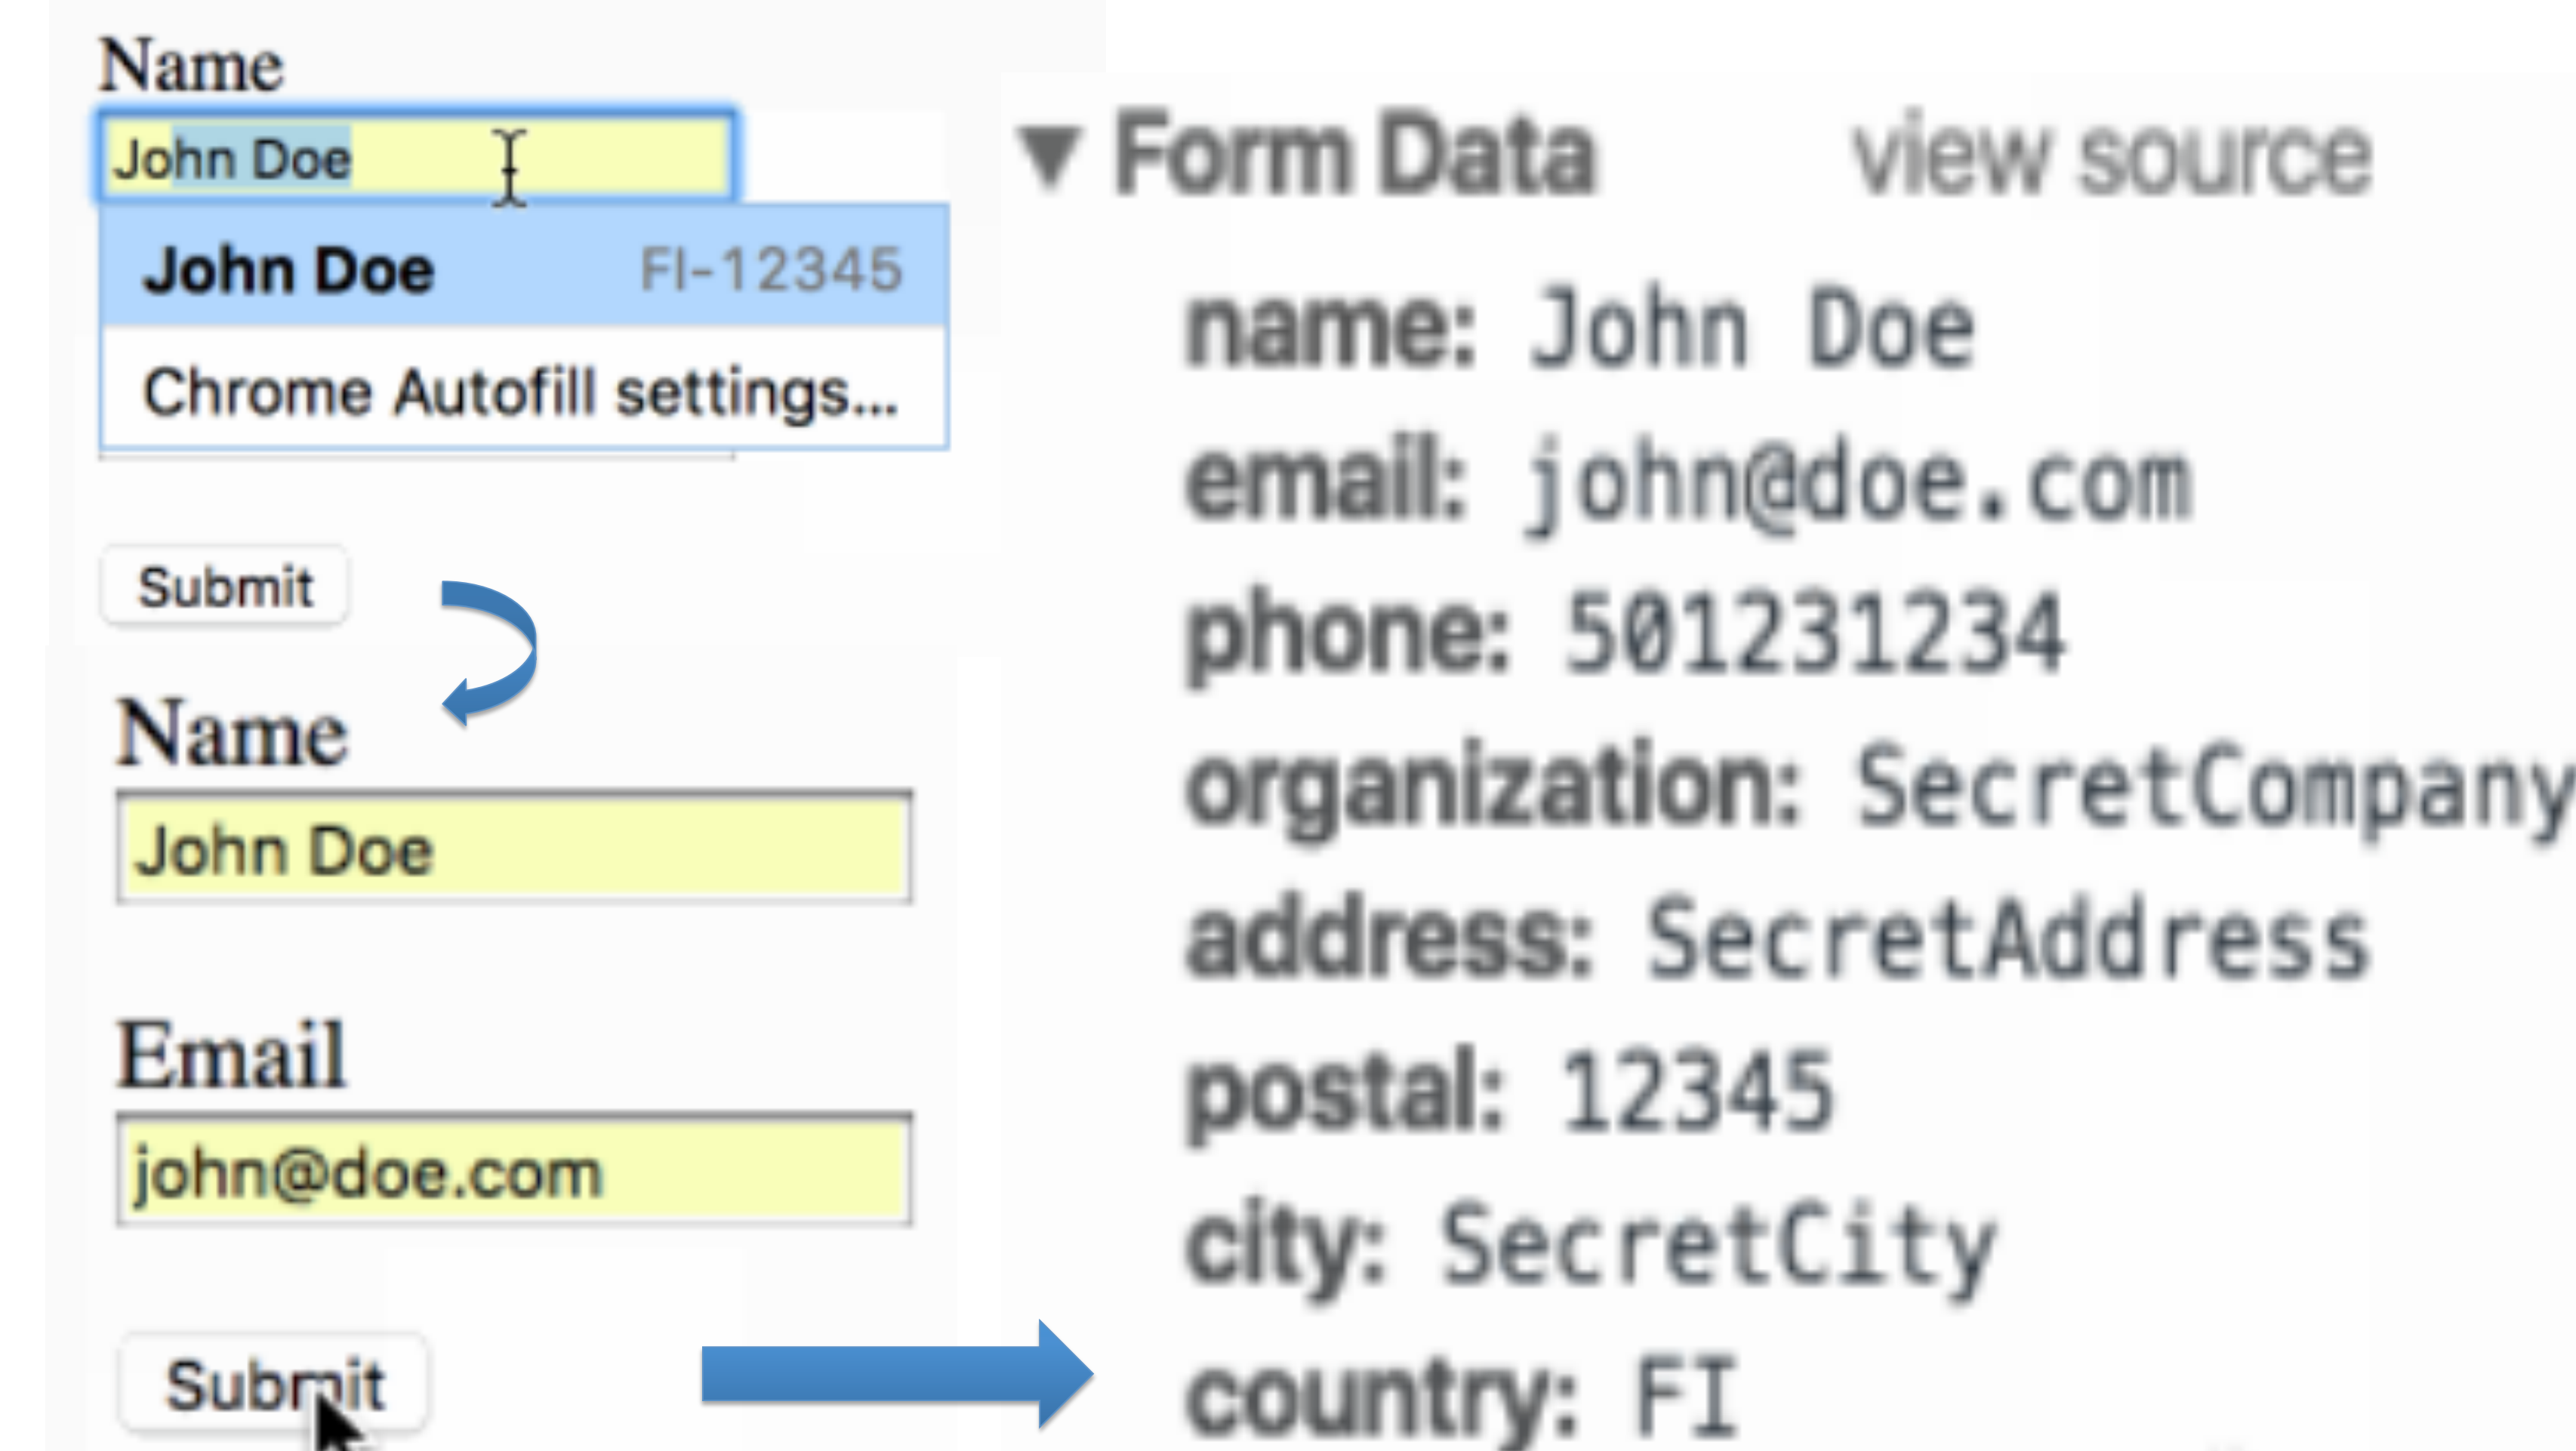 Name
John Doe
John Doe FI-12345
Chrome Autofill settings...
Submit
Name
John Doe
Email
john@doe.com
Submit
▼ Form Data view source
name: John Doe
email: john@doe.com
phone: 501231234
organization: SecretCompany
address: SecretAddress
postal: 12345
city: SecretCity
country: FI